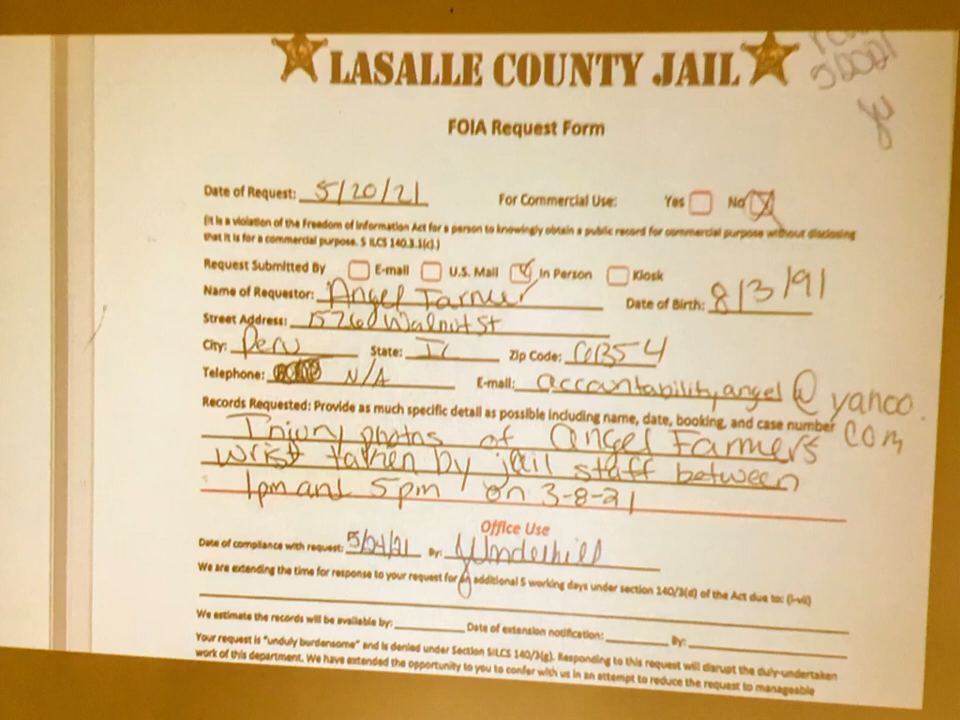 LASALLE COUNTY JAIL
52021
FOIA Request Form
Date of Request: 5/20/21 For Commercial Use: Yes No X
(It is a violation of the Freedom of Information Act for a person to knowingly obtain a public record for commercial purpose without disclosing
that it is for a commercial purpose. 5 ILCS 140.3.1(c).)
Request Submitted By E-mail U.S. Mail In Person Kiosk
Name of Requestor: Angel Farmer Date of Birth: 8/3/91
Street Address: 1576 Walnut St
City: Peru State: IL Zip Code: 61354
Telephone: N/A E-mail: accountabilityangel@yahoo.
com
Records Requested: Provide as much specific detail as possible including name, date, booking, and case number
Injury photos of Angel Farmers
wrist taken by jail staff between
1pm and 5pm on 3-8-21
Office Use
Date of compliance with request: 5/24/21 By: JUnderhill
We are extending the time for response to your request for an additional 5 working days under section 140/3(d) of the Act due to: (i-vii)
We estimate the records will be available by: Date of extension notification: By:
Your request is "unduly burdensome" and is denied under Section 5ILCS 140/3(g). Responding to this request will disrupt the duly-undertaken
work of this department. We have extended the opportunity to you to confer with us in an attempt to reduce the request to manageable